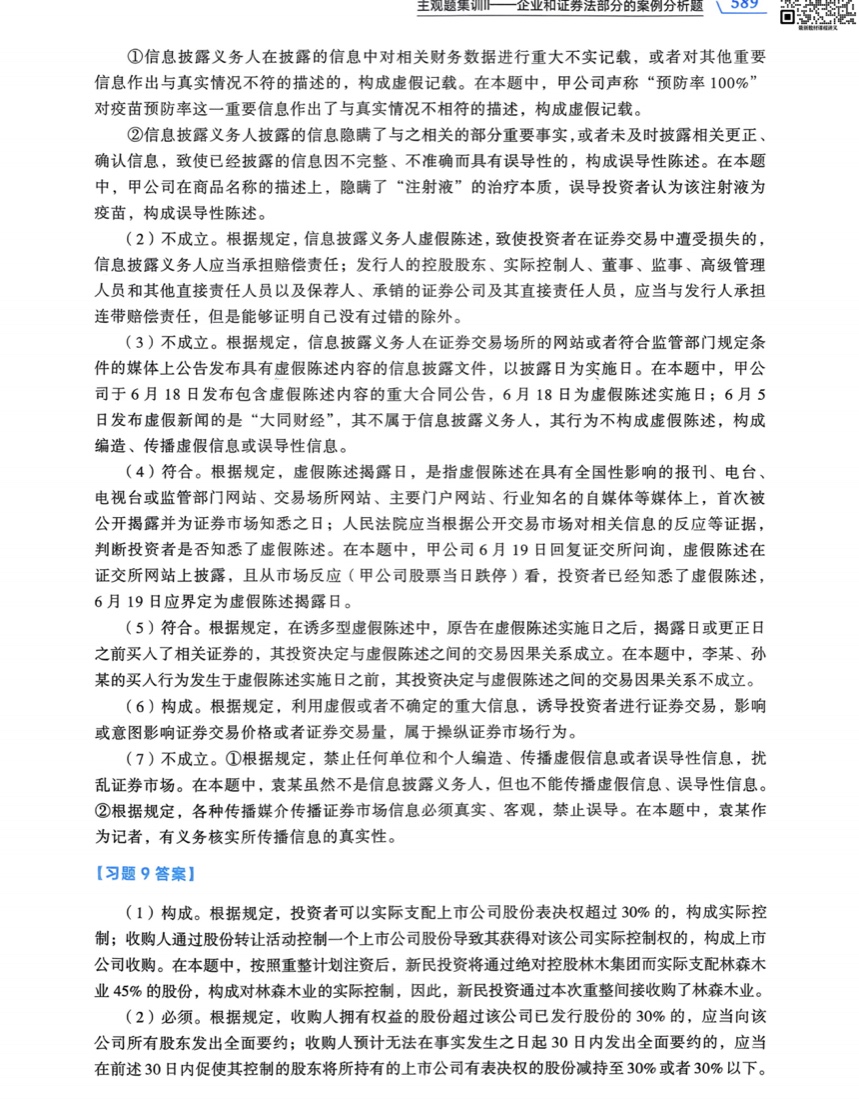 主观题集训Ⅱ——企业和证券法部分的案例分析题 589
①信息披露义务人在披露的信息中对相关财务数据进行重大不实记载，或者对其他重要
信息作出与真实情况不符的描述的，构成虚假记载。在本题中，甲公司声称“预防率 100%”
对疫苗预防率这一重要信息作出了与真实情况不相符的描述，构成虚假记载。
②信息披露义务人披露的信息隐瞒了与之相关的部分重要事实，或者未及时披露相关更正、
确认信息，致使已经披露的信息因不完整、不准确而具有误导性的，构成误导性陈述。在本题
中，甲公司在商品名称的描述上，隐瞒了“注射液”的治疗本质，误导投资者认为该注射液为
疫苗，构成误导性陈述。
（2）不成立。根据规定，信息披露义务人虚假陈述，致使投资者在证券交易中遭受损失的，
信息披露义务人应当承担赔偿责任；发行人的控股股东、实际控制人、董事、监事、高级管理
人员和其他直接责任人员以及保荐人、承销的证券公司及其直接责任人员，应当与发行人承担
连带赔偿责任，但是能够证明自己没有过错的除外。
（3）不成立。根据规定，信息披露义务人在证券交易场所的网站或者符合监管部门规定条
件的媒体上公告发布具有虚假陈述内容的信息披露文件，以披露日为实施日。在本题中，甲公
司于 6 月 18 日发布包含虚假陈述内容的重大合同公告，6 月 18 日为虚假陈述实施日；6 月 5
日发布虚假新闻的是“大同财经”，其不属于信息披露义务人，其行为不构成虚假陈述，构成
编造、传播虚假信息或误导性信息。
（4）符合。根据规定，虚假陈述揭露日，是指虚假陈述在具有全国性影响的报刊、电台、
电视台或监管部门网站、交易场所网站、主要门户网站、行业知名的自媒体等媒体上，首次被
公开揭露并为证券市场知悉之日；人民法院应当根据公开交易市场对相关信息的反应等证据，
判断投资者是否知悉了虚假陈述。在本题中，甲公司 6 月 19 日回复证交所问询，虚假陈述在
证交所网站上披露，且从市场反应（甲公司股票当日跌停）看，投资者已经知悉了虚假陈述，
6 月 19 日应界定为虚假陈述揭露日。
（5）符合。根据规定，在诱多型虚假陈述中，原告在虚假陈述实施日之后，揭露日或更正日
之前买入了相关证券的，其投资决定与虚假陈述之间的交易因果关系成立。在本题中，李某、孙
某的买入行为发生于虚假陈述实施日之前，其投资决定与虚假陈述之间的交易因果关系不成立。
（6）构成。根据规定，利用虚假或者不确定的重大信息，诱导投资者进行证券交易，影响
或意图影响证券交易价格或者证券交易量，属于操纵证券市场行为。
（7）不成立。①根据规定，禁止任何单位和个人编造、传播虚假信息或者误导性信息，扰
乱证券市场。在本题中，袁某虽然不是信息披露义务人，但也不能传播虚假信息、误导性信息。
②根据规定，各种传播媒介传播证券市场信息必须真实、客观，禁止误导。在本题中，袁某作
为记者，有义务核实所传播信息的真实性。
【习题 9 答案】
（1）构成。根据规定，投资者可以实际支配上市公司股份表决权超过 30% 的，构成实际控
制；收购人通过股份转让活动控制一个上市公司股份导致其获得对该公司实际控制权的，构成上市
公司收购。在本题中，按照重整计划注资后，新民投资将通过绝对控股林木集团而实际支配林森木
业 45% 的股份，构成对林森木业的实际控制，因此，新民投资通过本次重整间接收购了林森木业。
（2）必须。根据规定，收购人拥有权益的股份超过该公司已发行股份的 30% 的，应当向该
公司所有股东发出全面要约；收购人预计无法在事实发生之日起 30 日内发出全面要约的，应当
在前述 30 日内促使其控制的股东将所持有的上市公司有表决权的股份减持至 30% 或者 30% 以下。